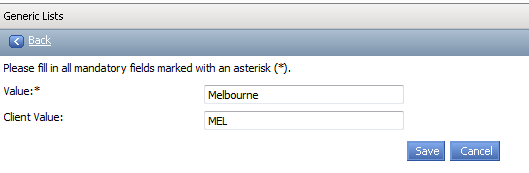 Generic Lists
Back
Please fill in all mandatory fields marked with an asterisk (*).
Value:* Melbourne
Client Value: MEL
Save Cancel